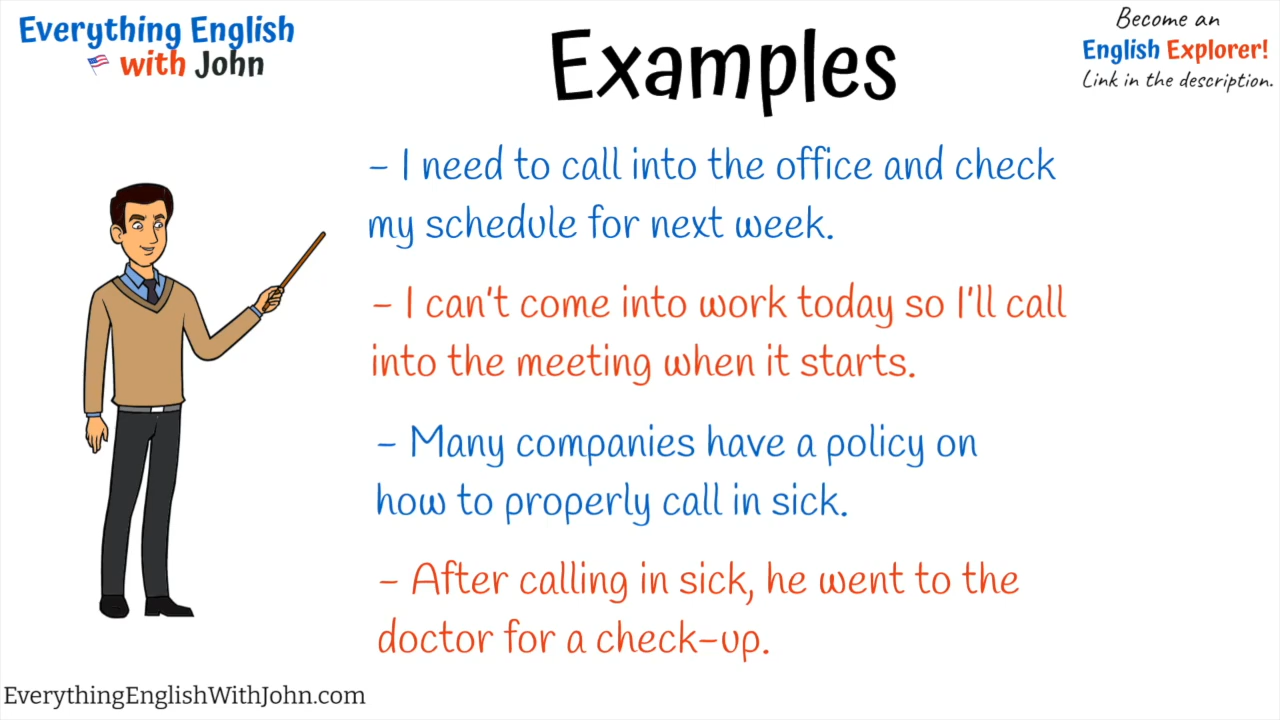 Everything English
with John
Examples
Become an
English Explorer!
Link in the description.
- I need to call into the office and check
my schedule for next week.
- I can't come into work today so I'll call
into the meeting when it starts.
- Many companies have a policy on
how to properly call in sick.
- After calling in sick, he went to the
doctor for a check-up.
EverythingEnglishWithJohn.com